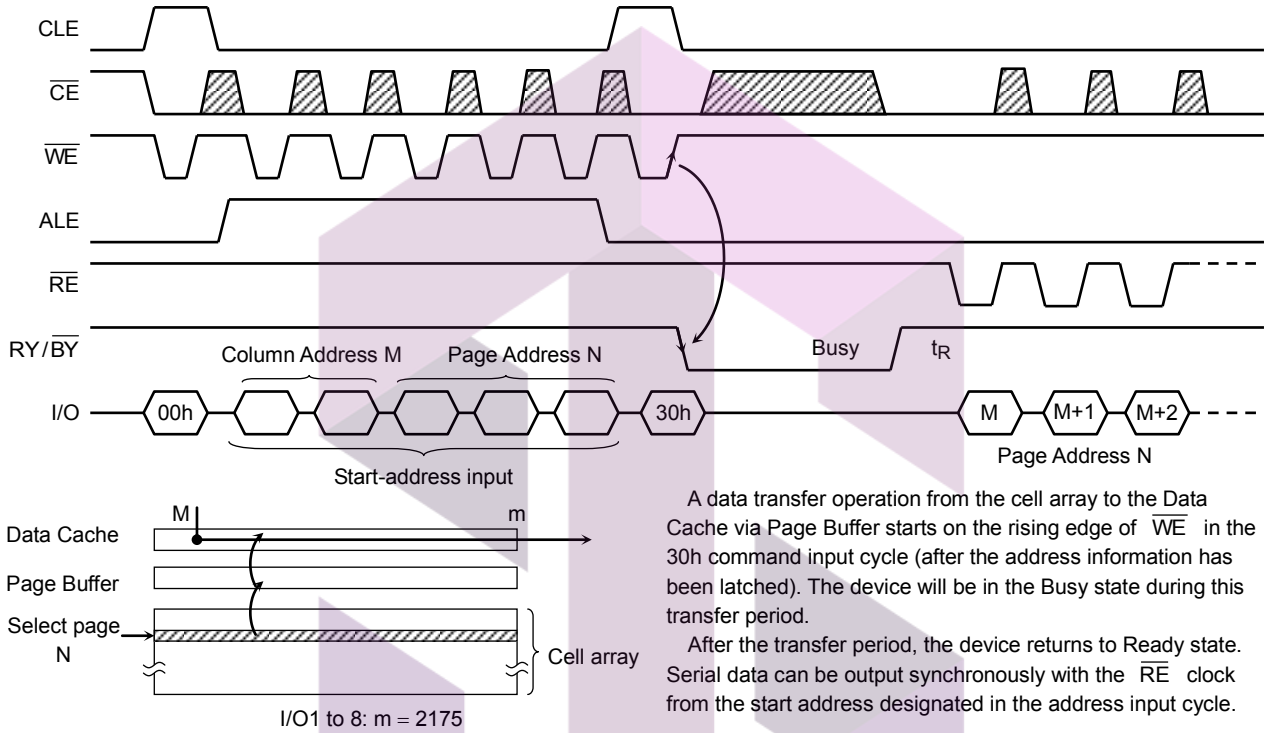 CLE
CE
WE
ALE
RE
RY/BY
Busy
tR
Column Address M
Page Address N
I/O
00h
30h
M
M+1
M+2
Start-address input
Page Address N
M
m
Data Cache
Page Buffer
Select page
N
Cell array
I/O1 to 8: m = 2175
A data transfer operation from the cell array to the Data
Cache via Page Buffer starts on the rising edge of WE in the
30h command input cycle (after the address information has
been latched). The device will be in the Busy state during this
transfer period.
After the transfer period, the device returns to Ready state.
Serial data can be output synchronously with the RE clock
from the start address designated in the address input cycle.